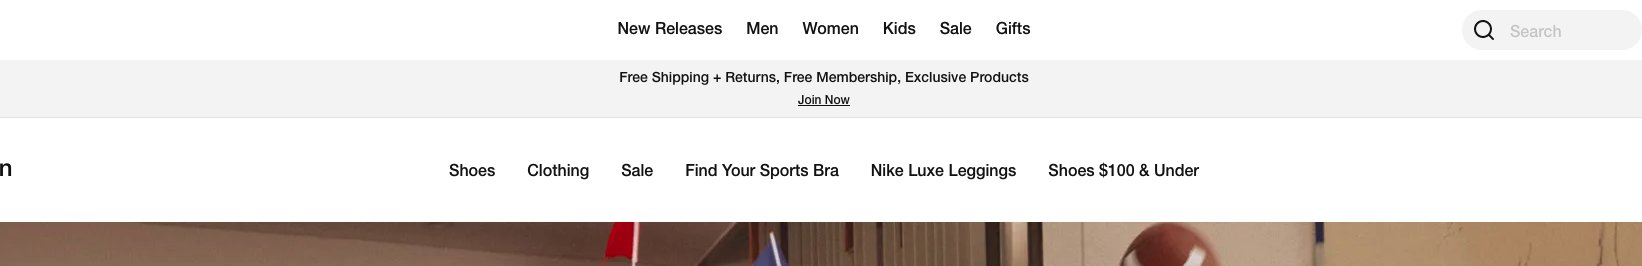 New Releases Men Women Kids Sale Gifts
Search
Free Shipping + Returns, Free Membership, Exclusive Products
Join Now
n
Shoes Clothing Sale Find Your Sports Bra Nike Luxe Leggings Shoes $100 & Under